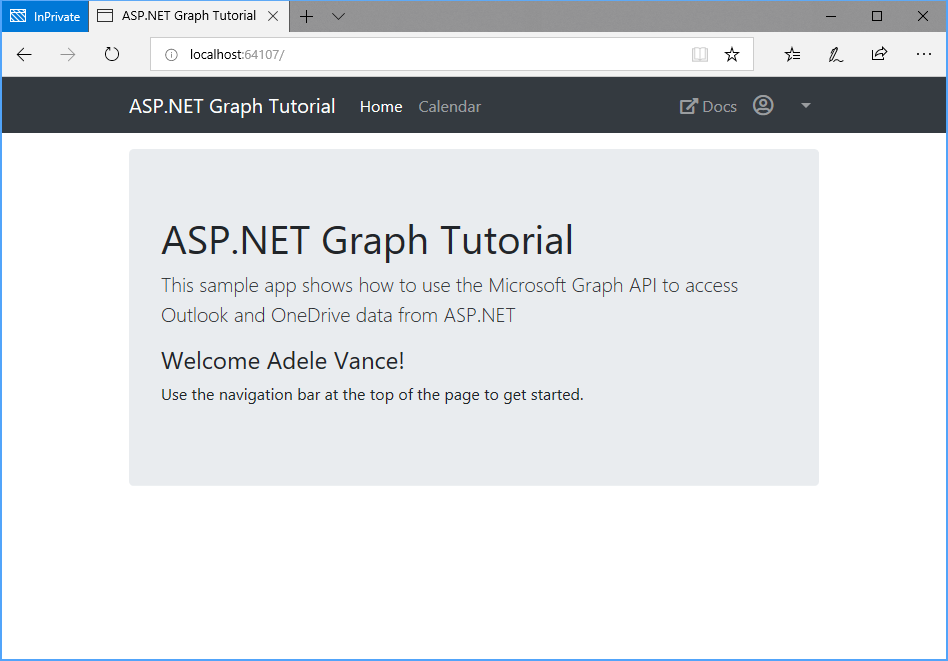 InPrivate
ASP.NET Graph Tutorial
localhost:64107/
ASP.NET Graph Tutorial
Home
Calendar
Docs
ASP.NET Graph Tutorial
This sample app shows how to use the Microsoft Graph API to access
Outlook and OneDrive data from ASP.NET
Welcome Adele Vance!
Use the navigation bar at the top of the page to get started.